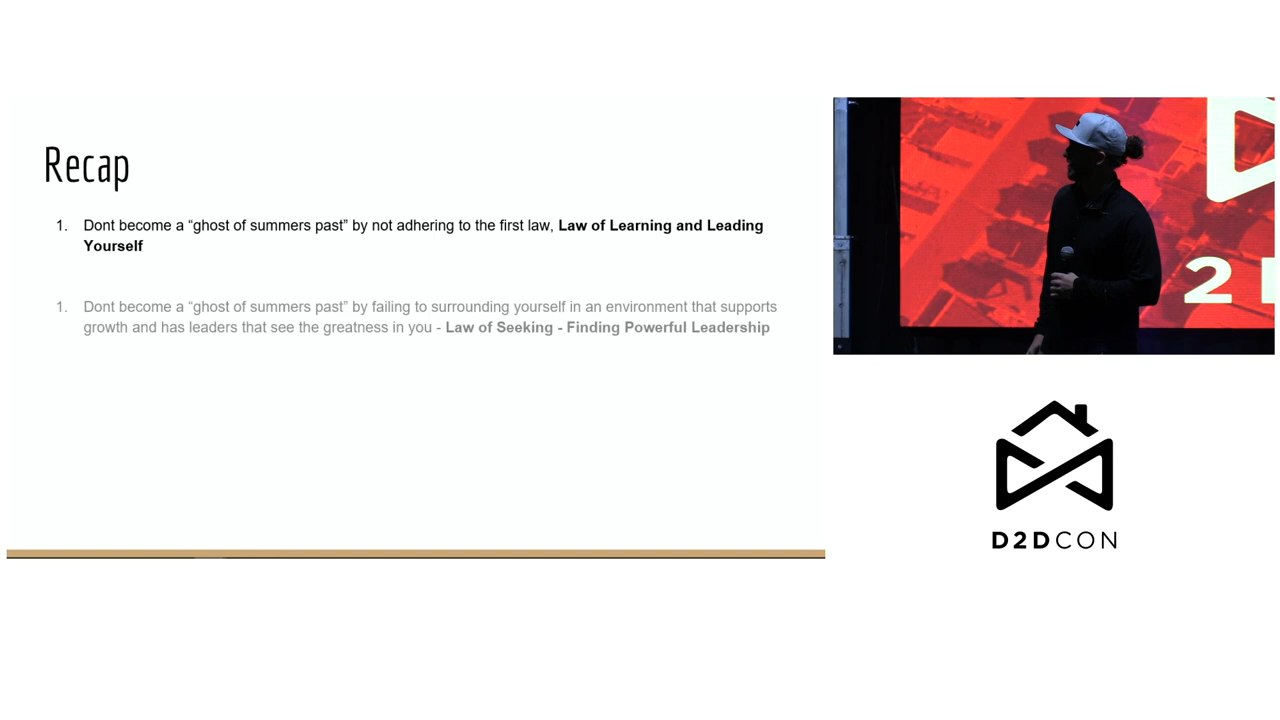 Recap
1. Dont become a “ghost of summers past” by not adhering to the first law, Law of Learning and Leading
Yourself
1. Dont become a “ghost of summers past” by failing to surrounding yourself in an environment that supports
growth and has leaders that see the greatness in you - Law of Seeking - Finding Powerful Leadership
2
D2DCON